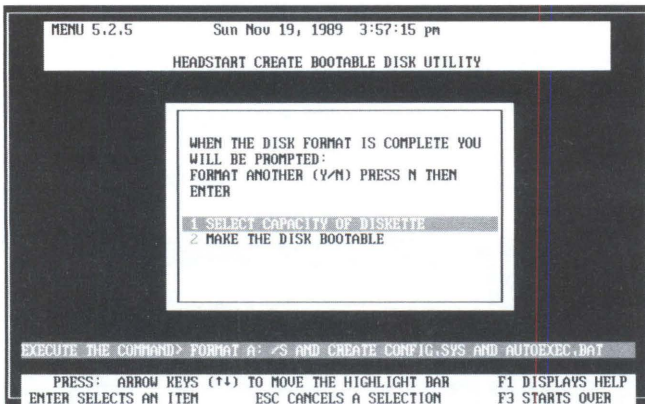 MENU 5.2.5 Sun Nov 19, 1989 3:57:15 pm
HEADSTART CREATE BOOTABLE DISK UTILITY
WHEN THE DISK FORMAT IS COMPLETE YOU
WILL BE PROMPTED:
FORMAT ANOTHER (Y/N) PRESS N THEN
ENTER
1 SELECT CAPACITY OF DISKETTE
2 MAKE THE DISK BOOTABLE
EXECUTE THE COMMAND> FORMAT A: /S AND CREATE CONFIG.SYS AND AUTOEXEC.BAT
PRESS: ARROW KEYS (↑↓) TO MOVE THE HIGHLIGHT BAR F1 DISPLAYS HELP
ENTER SELECTS AN ITEM ESC CANCELS A SELECTION F3 STARTS OVER